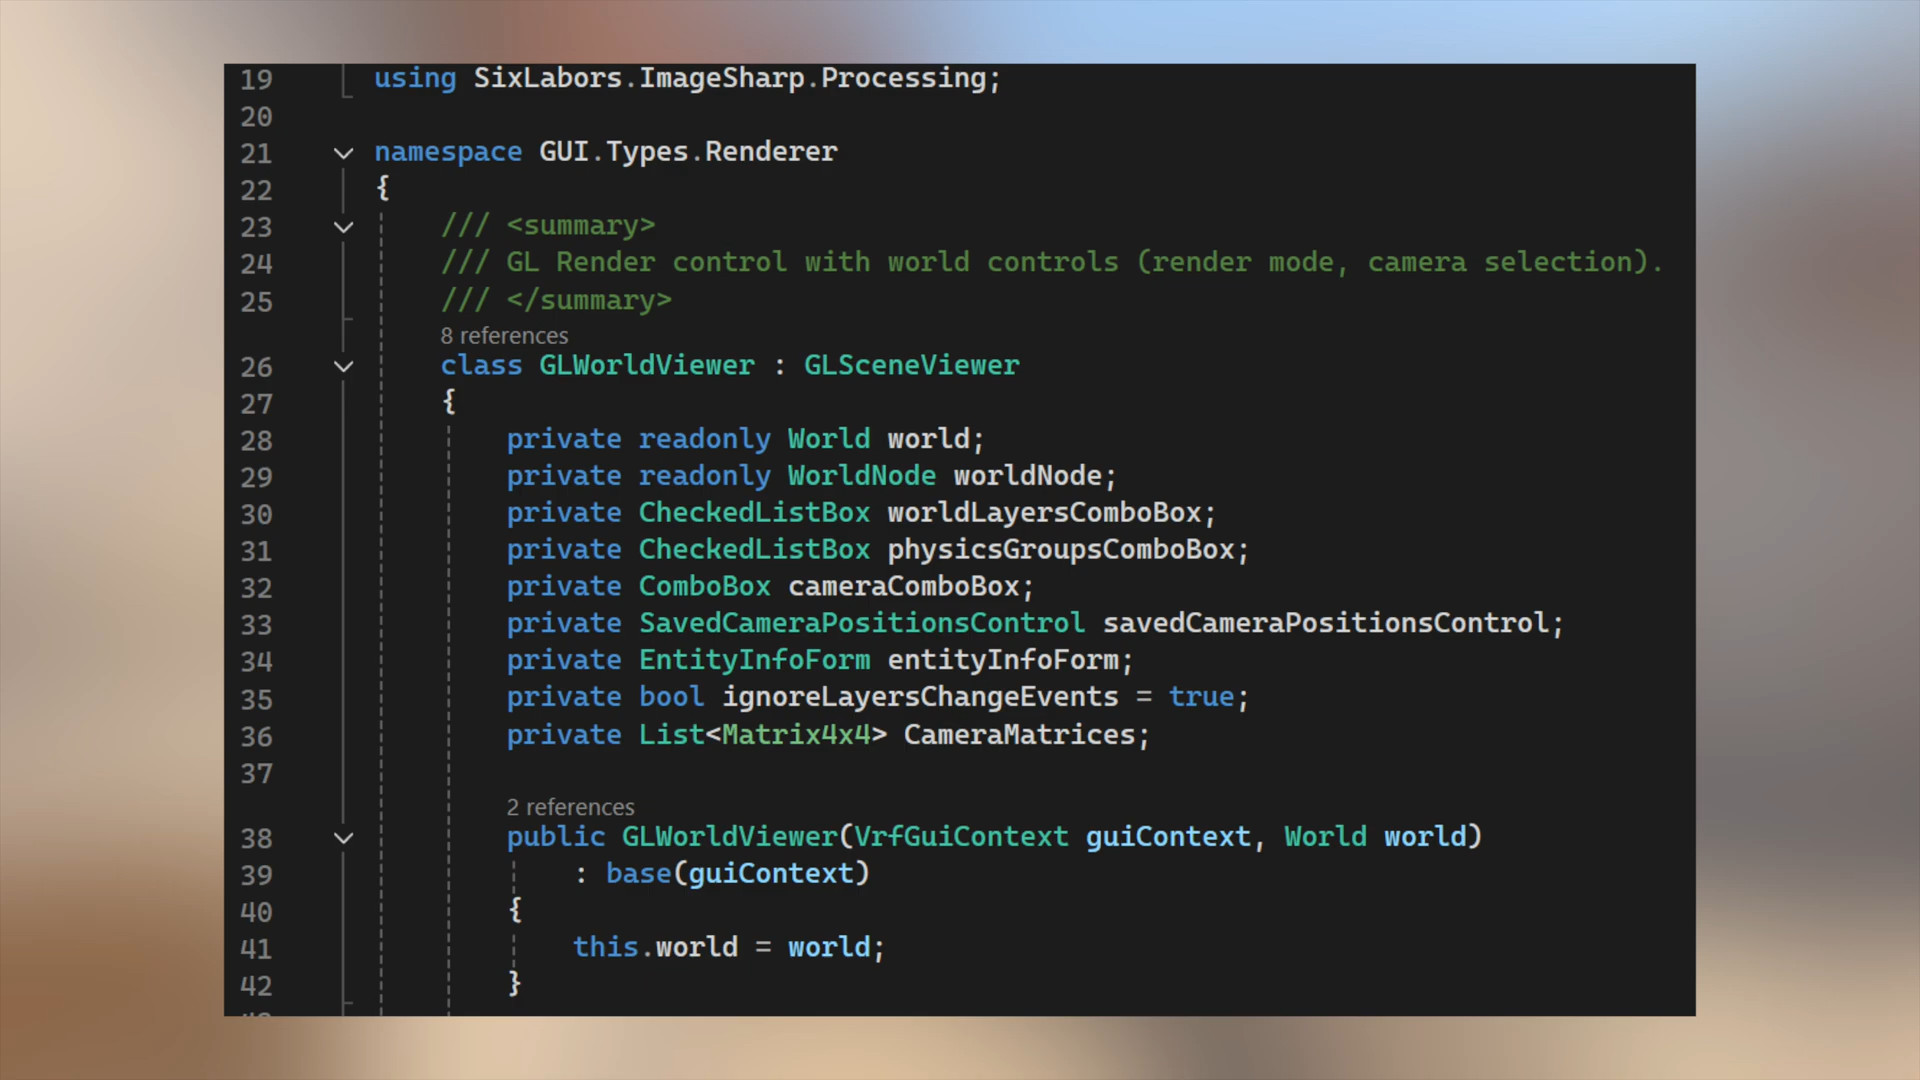 19 using SixLabors.ImageSharp.Processing;
20
21 namespace GUI.Types.Renderer
22 {
23 /// <summary>
24 /// GL Render control with world controls (render mode, camera selection).
25 /// </summary>
8 references
26 class GLWorldViewer : GLSceneViewer
27 {
28 private readonly World world;
29 private readonly WorldNode worldNode;
30 private CheckedListBox worldLayersComboBox;
31 private CheckedListBox physicsGroupsComboBox;
32 private ComboBox cameraComboBox;
33 private SavedCameraPositionsControl savedCameraPositionsControl;
34 private EntityInfoForm entityInfoForm;
35 private bool ignoreLayersChangeEvents = true;
36 private List<Matrix4x4> CameraMatrices;
37
2 references
38 public GLWorldViewer(VrfGuiContext guiContext, World world)
39 : base(guiContext)
40 {
41 this.world = world;
42 }